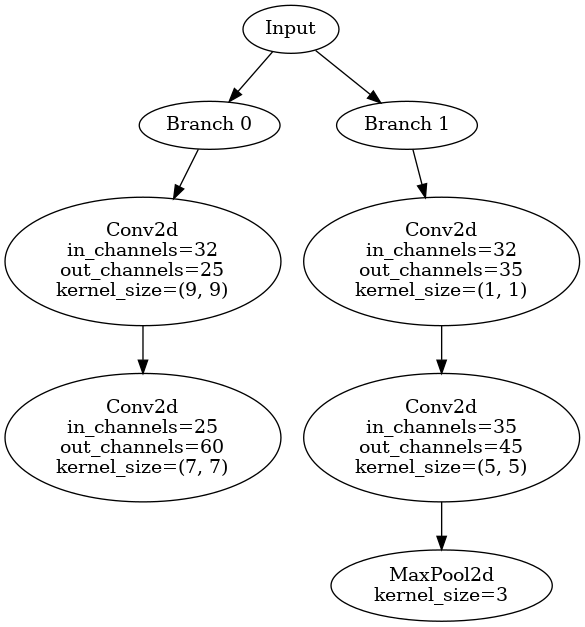 Input
Branch 0
Branch 1
Conv2d
in_channels=32
out_channels=25
kernel_size=(9, 9)
Conv2d
in_channels=32
out_channels=35
kernel_size=(1, 1)
Conv2d
in_channels=25
out_channels=60
kernel_size=(7, 7)
Conv2d
in_channels=35
out_channels=45
kernel_size=(5, 5)
MaxPool2d
kernel_size=3